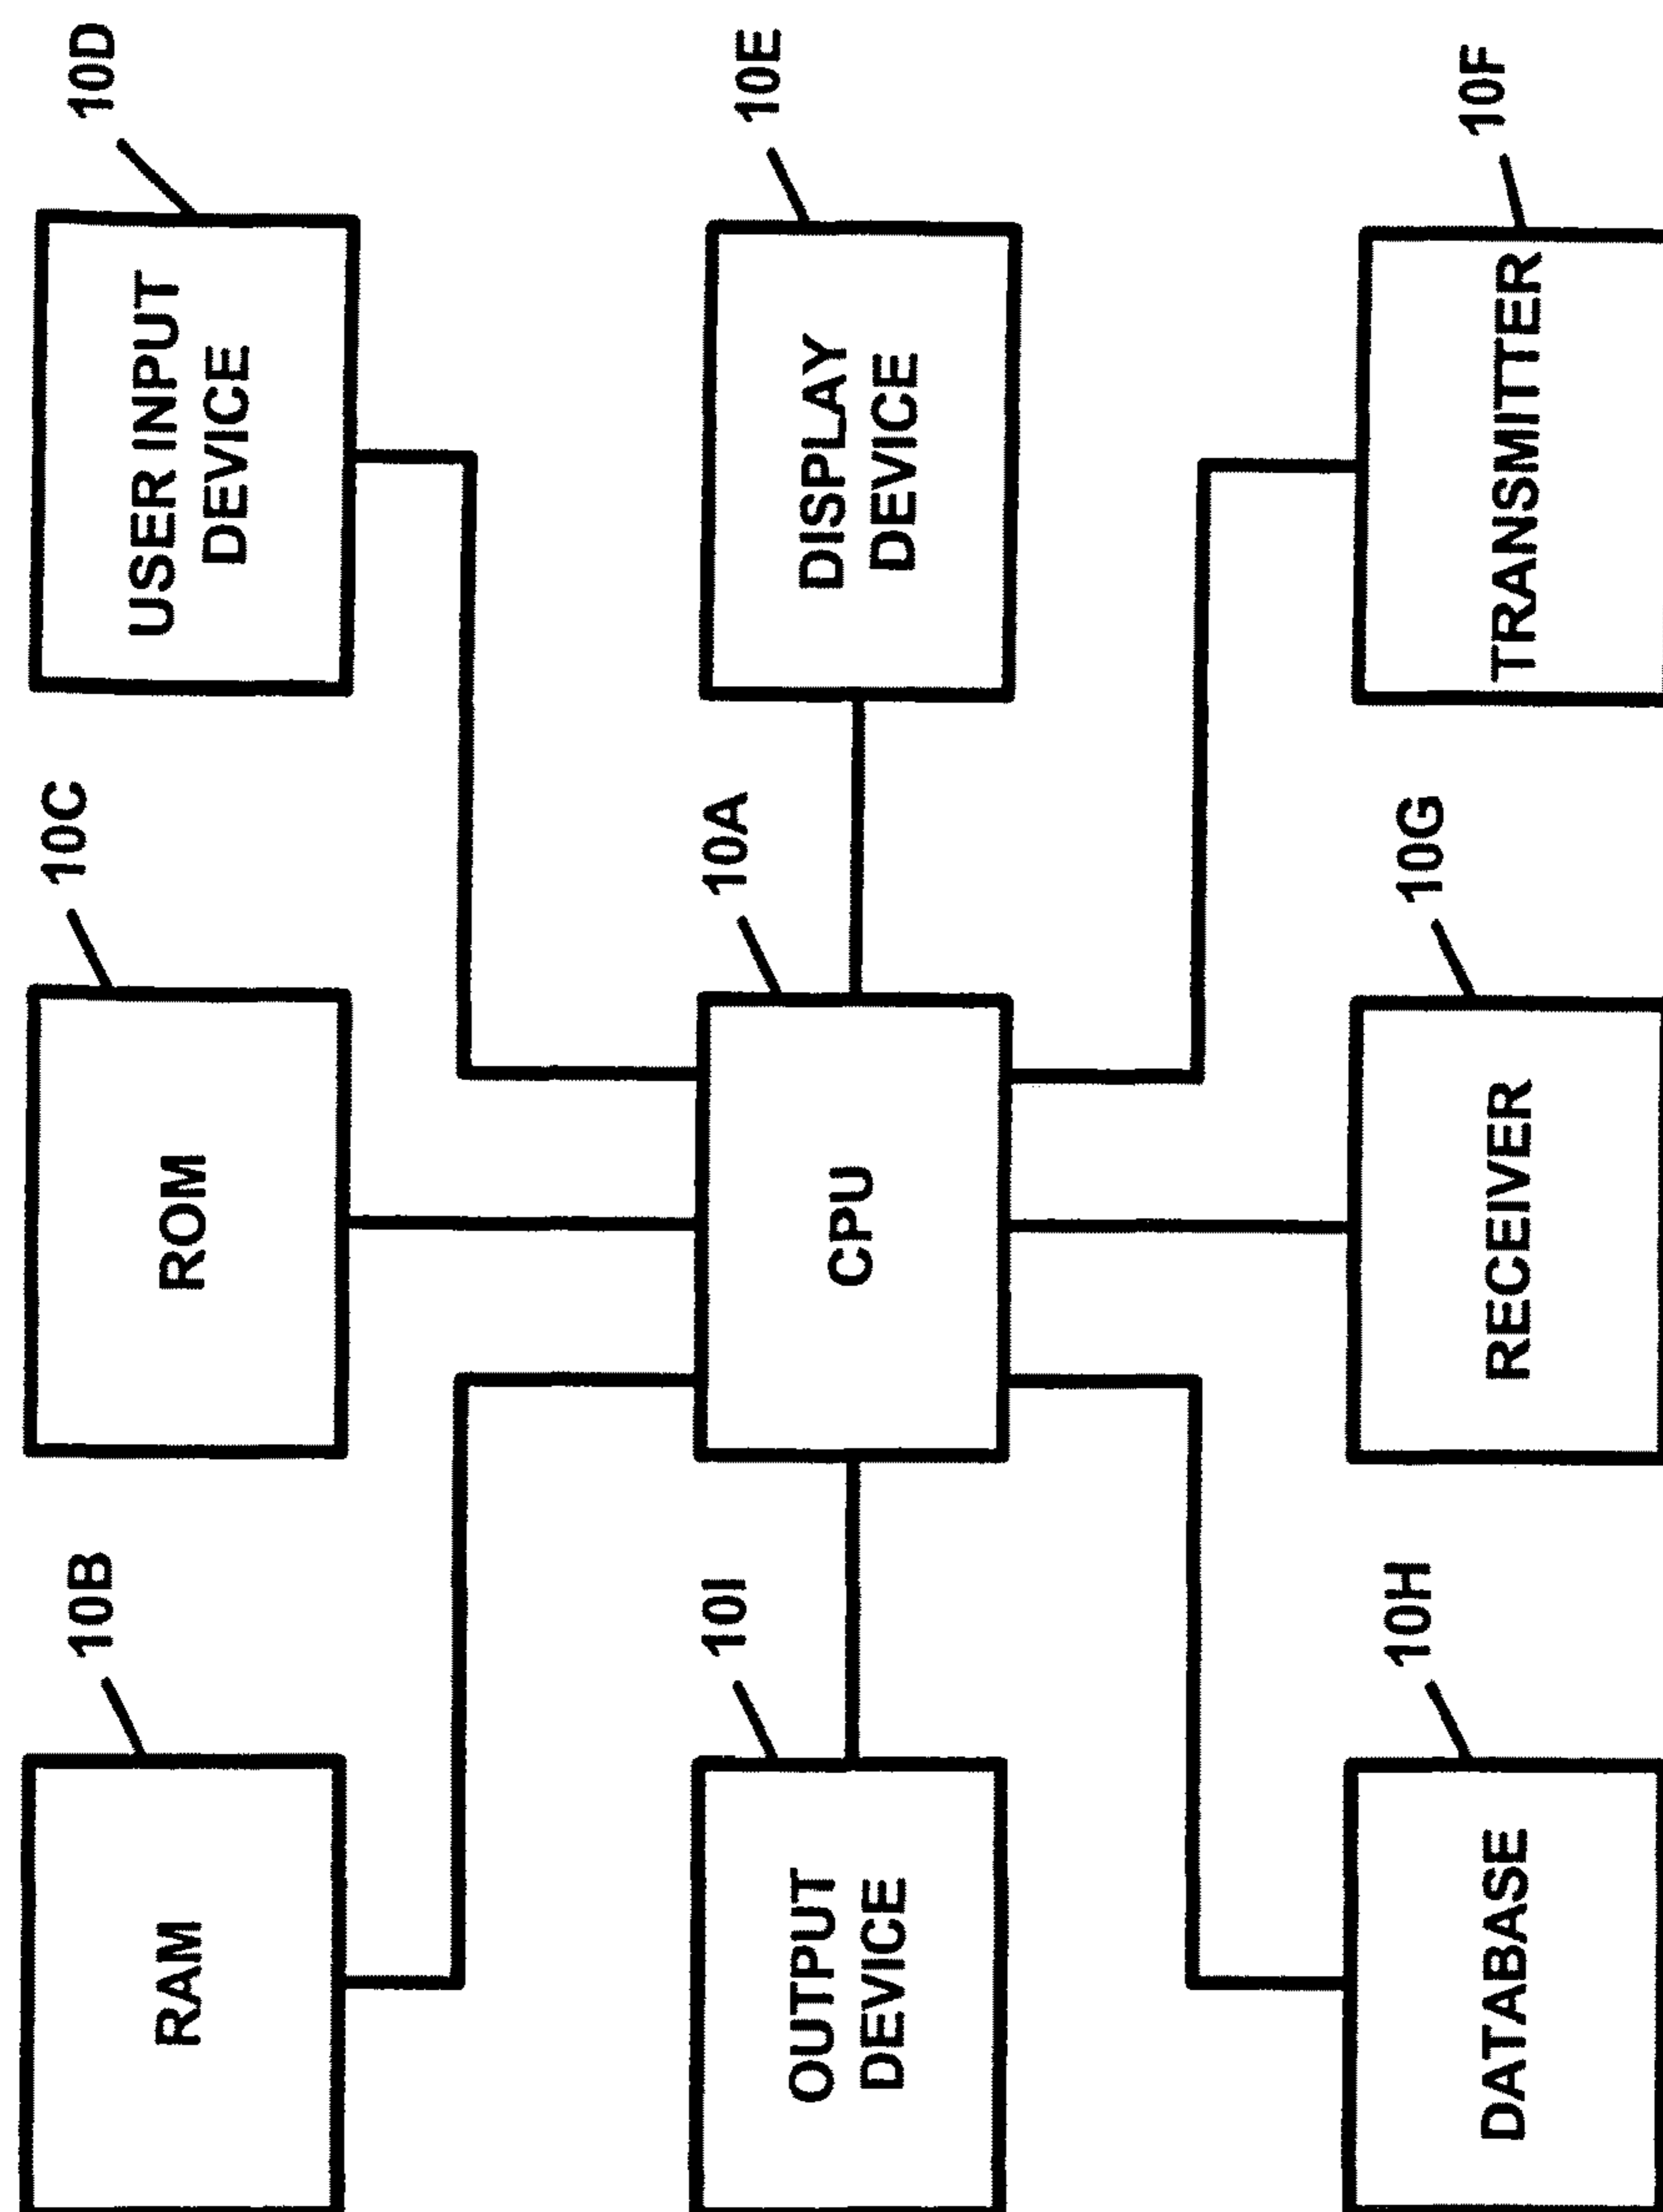 10B
RAM
10C
ROM
10D
USER INPUT
DEVICE
10I
OUTPUT
DEVICE
10A
CPU
10E
DISPLAY
DEVICE
10H
DATABASE
10G
RECEIVER
10F
TRANSMITTER